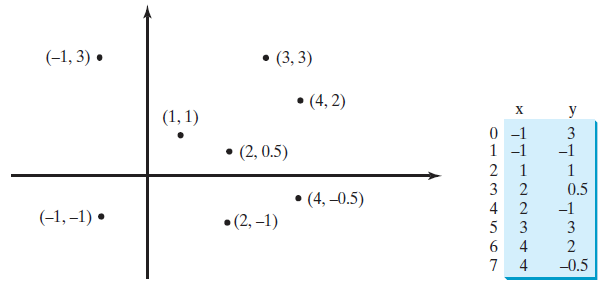 (–1, 3)
(3, 3)
(4, 2)
(1, 1)
(2, 0.5)
(4, –0.5)
(–1, –1)
(2, –1)
x y
0 –1 3
1 –1 –1
2 1 1
3 2 0.5
4 2 –1
5 3 3
6 4 2
7 4 –0.5